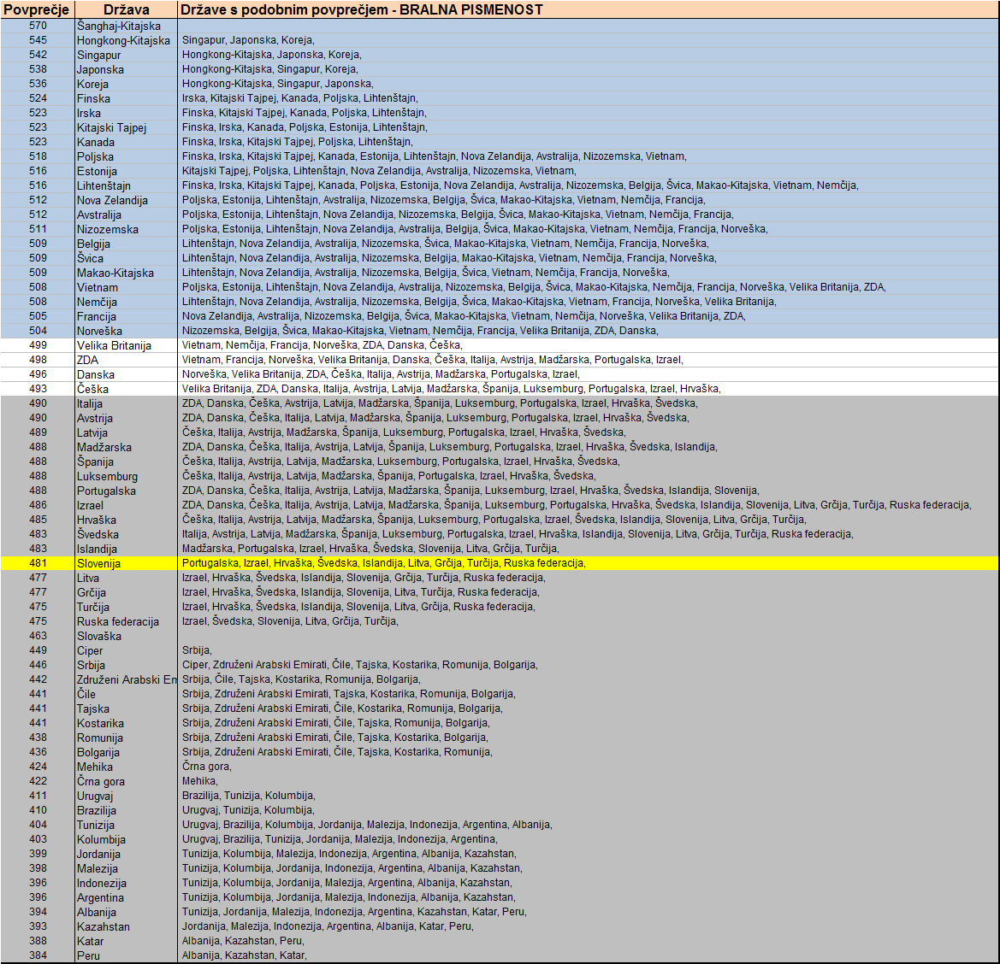 Povprečje Država Države s podobnim povprečjem - BRALNA PISMENOST
570 Šanghaj-Kitajska
545 Hongkong-Kitajska Singapur, Japonska, Koreja,
542 Singapur Hongkong-Kitajska, Japonska, Koreja,
538 Japonska Hongkong-Kitajska, Singapur, Koreja,
536 Koreja Hongkong-Kitajska, Singapur, Japonska,
524 Finska Irska, Kitajski Tajpej, Kanada, Poljska, Lihtenštajn,
523 Irska Finska, Kitajski Tajpej, Kanada, Poljska, Lihtenštajn,
523 Kitajski Tajpej Finska, Irska, Kanada, Poljska, Estonija, Lihtenštajn,
523 Kanada Finska, Irska, Kitajski Tajpej, Poljska, Lihtenštajn,
518 Poljska Finska, Irska, Kitajski Tajpej, Kanada, Estonija, Lihtenštajn, Nova Zelandija, Avstralija, Nizozemska, Vietnam,
516 Estonija Kitajski Tajpej, Poljska, Lihtenštajn, Nova Zelandija, Avstralija, Nizozemska, Vietnam,
516 Lihtenštajn Finska, Irska, Kitajski Tajpej, Kanada, Poljska, Estonija, Nova Zelandija, Avstralija, Nizozemska, Belgija, Švica, Makao-Kitajska, Vietnam, Nemčija,
512 Nova Zelandija Poljska, Estonija, Lihtenštajn, Avstralija, Nizozemska, Belgija, Švica, Makao-Kitajska, Vietnam, Nemčija, Francija,
512 Avstralija Poljska, Estonija, Lihtenštajn, Nova Zelandija, Nizozemska, Belgija, Švica, Makao-Kitajska, Vietnam, Nemčija, Francija,
511 Nizozemska Poljska, Estonija, Lihtenštajn, Nova Zelandija, Avstralija, Belgija, Švica, Makao-Kitajska, Vietnam, Nemčija, Francija, Norveška,
509 Belgija Lihtenštajn, Nova Zelandija, Avstralija, Nizozemska, Švica, Makao-Kitajska, Vietnam, Nemčija, Francija, Norveška,
509 Švica Lihtenštajn, Nova Zelandija, Avstralija, Nizozemska, Belgija, Makao-Kitajska, Vietnam, Nemčija, Francija, Norveška,
509 Makao-Kitajska Lihtenštajn, Nova Zelandija, Avstralija, Nizozemska, Belgija, Švica, Vietnam, Nemčija, Francija, Norveška,
508 Vietnam Poljska, Estonija, Lihtenštajn, Nova Zelandija, Avstralija, Nizozemska, Belgija, Švica, Makao-Kitajska, Nemčija, Francija, Norveška, Velika Britanija, ZDA,
508 Nemčija Lihtenštajn, Nova Zelandija, Avstralija, Nizozemska, Belgija, Švica, Makao-Kitajska, Vietnam, Francija, Norveška, Velika Britanija,
505 Francija Nova Zelandija, Avstralija, Nizozemska, Belgija, Švica, Makao-Kitajska, Vietnam, Nemčija, Norveška, Velika Britanija, ZDA,
504 Norveška Nizozemska, Belgija, Švica, Makao-Kitajska, Vietnam, Nemčija, Francija, Velika Britanija, ZDA, Danska,
499 Velika Britanija Vietnam, Nemčija, Francija, Norveška, ZDA, Danska, Češka,
498 ZDA Vietnam, Francija, Norveška, Velika Britanija, Danska, Češka, Italija, Avstrija, Madžarska, Portugalska, Izrael,
496 Danska Norveška, Velika Britanija, ZDA, Češka, Italija, Avstrija, Madžarska, Portugalska, Izrael,
493 Češka Velika Britanija, ZDA, Danska, Italija, Avstrija, Latvija, Madžarska, Španija, Luksemburg, Portugalska, Izrael, Hrvaška,
490 Italija ZDA, Danska, Češka, Avstrija, Latvija, Madžarska, Španija, Luksemburg, Portugalska, Izrael, Hrvaška, Švedska,
490 Avstrija ZDA, Danska, Češka, Italija, Latvija, Madžarska, Španija, Luksemburg, Portugalska, Izrael, Hrvaška, Švedska,
489 Latvija Češka, Italija, Avstrija, Madžarska, Španija, Luksemburg, Portugalska, Izrael, Hrvaška, Švedska,
488 Madžarska ZDA, Danska, Češka, Italija, Avstrija, Latvija, Španija, Luksemburg, Portugalska, Izrael, Hrvaška, Švedska, Islandija,
488 Španija Češka, Italija, Avstrija, Latvija, Madžarska, Luksemburg, Portugalska, Izrael, Hrvaška, Švedska,
488 Luksemburg Češka, Italija, Avstrija, Latvija, Madžarska, Španija, Portugalska, Izrael, Hrvaška, Švedska,
488 Portugalska ZDA, Danska, Češka, Italija, Avstrija, Latvija, Madžarska, Španija, Luksemburg, Izrael, Hrvaška, Švedska, Islandija, Slovenija,
486 Izrael ZDA, Danska, Češka, Italija, Avstrija, Latvija, Madžarska, Španija, Luksemburg, Portugalska, Hrvaška, Švedska, Islandija, Slovenija, Litva, Grčija, Turčija, Ruska federacija,
485 Hrvaška Češka, Italija, Avstrija, Latvija, Madžarska, Španija, Luksemburg, Portugalska, Izrael, Švedska, Islandija, Slovenija, Litva, Grčija, Turčija,
483 Švedska Italija, Avstrija, Latvija, Madžarska, Španija, Luksemburg, Portugalska, Izrael, Hrvaška, Islandija, Slovenija, Litva, Grčija, Turčija, Ruska federacija,
483 Islandija Madžarska, Portugalska, Izrael, Hrvaška, Švedska, Slovenija, Litva, Grčija, Turčija,
481 Slovenija Portugalska, Izrael, Hrvaška, Švedska, Islandija, Litva, Grčija, Turčija, Ruska federacija,
477 Litva Izrael, Hrvaška, Švedska, Islandija, Slovenija, Grčija, Turčija, Ruska federacija,
477 Grčija Izrael, Hrvaška, Švedska, Islandija, Slovenija, Litva, Turčija, Ruska federacija,
475 Turčija Izrael, Hrvaška, Švedska, Islandija, Slovenija, Litva, Grčija, Ruska federacija,
475 Ruska federacija Izrael, Švedska, Slovenija, Litva, Grčija, Turčija,
463 Slovaška
449 Ciper Srbija,
446 Srbija Ciper, Združeni Arabski Emirati, Čile, Tajska, Kostarika, Romunija, Bolgarija,
442 Združeni Arabski Em Srbija, Čile, Tajska, Kostarika, Romunija, Bolgarija,
441 Čile Srbija, Združeni Arabski Emirati, Tajska, Kostarika, Romunija, Bolgarija,
441 Tajska Srbija, Združeni Arabski Emirati, Čile, Kostarika, Romunija, Bolgarija,
441 Kostarika Srbija, Združeni Arabski Emirati, Čile, Tajska, Romunija, Bolgarija,
438 Romunija Srbija, Združeni Arabski Emirati, Čile, Tajska, Kostarika, Bolgarija,
436 Bolgarija Srbija, Združeni Arabski Emirati, Čile, Tajska, Kostarika, Romunija,
424 Mehika Črna gora,
422 Črna gora Mehika,
411 Urugvaj Brazilija, Tunizija, Kolumbija,
410 Brazilija Urugvaj, Tunizija, Kolumbija,
404 Tunizija Urugvaj, Brazilija, Kolumbija, Jordanija, Malezija, Indonezija, Argentina, Albanija,
403 Kolumbija Urugvaj, Brazilija, Tunizija, Jordanija, Malezija, Indonezija, Argentina,
399 Jordanija Tunizija, Kolumbija, Malezija, Indonezija, Argentina, Albanija, Kazahstan,
398 Malezija Tunizija, Kolumbija, Jordanija, Indonezija, Argentina, Albanija, Kazahstan,
396 Indonezija Tunizija, Kolumbija, Jordanija, Malezija, Argentina, Albanija, Kazahstan,
396 Argentina Tunizija, Kolumbija, Jordanija, Malezija, Indonezija, Albanija, Kazahstan,
394 Albanija Tunizija, Jordanija, Malezija, Indonezija, Argentina, Kazahstan, Katar, Peru,
393 Kazahstan Jordanija, Malezija, Indonezija, Argentina, Albanija, Katar, Peru,
388 Katar Albanija, Kazahstan, Peru,
384 Peru Albanija, Kazahstan, Katar,